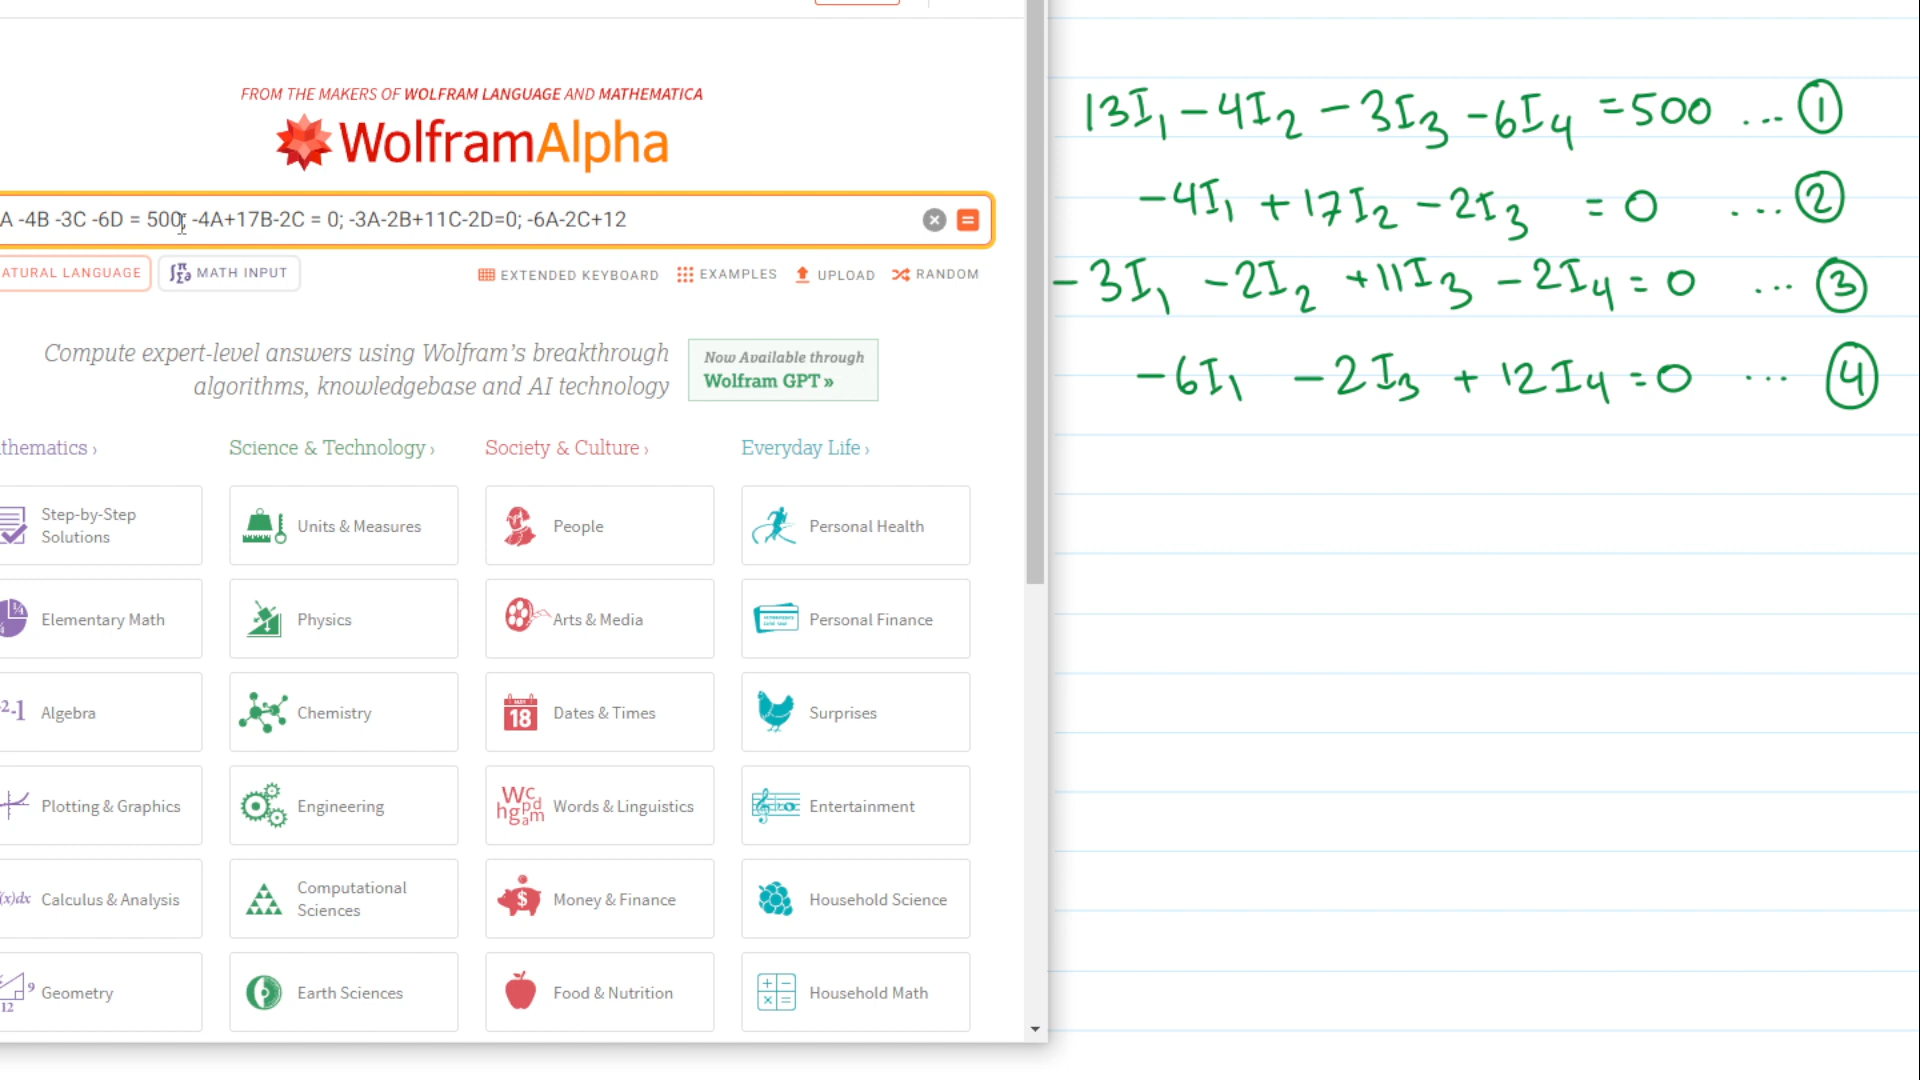 FROM THE MAKERS OF WOLFRAM LANGUAGE AND MATHEMATICA
WolframAlpha
A -4B -3C -6D = 500; -4A+17B-2C = 0; -3A-2B+11C-2D=0; -6A-2C+12
ATURAL LANGUAGE
MATH INPUT
EXTENDED KEYBOARD
EXAMPLES
UPLOAD
RANDOM
Compute expert-level answers using Wolfram's breakthrough
algorithms, knowledgebase and AI technology
Now Available through
Wolfram GPT »
thematics ›
Science & Technology ›
Society & Culture ›
Everyday Life ›
Step-by-Step
Solutions
Units & Measures
People
Personal Health
Elementary Math
Physics
Arts & Media
Personal Finance
Algebra
Chemistry
18
Dates & Times
Surprises
Plotting & Graphics
Engineering
Words & Linguistics
Entertainment
(x)dx Calculus & Analysis
Computational
Sciences
Money & Finance
Household Science
9
12
Geometry
Earth Sciences
Food & Nutrition
Household Math
13I₁ - 4I₂ - 3I₃ - 6I₄ = 500 ... ①
-4I₁ + 17I₂ - 2I₃ = 0 ... ②
-3I₁ - 2I₂ + 11I₃ - 2I₄ = 0 ... ③
-6I₁ - 2I₃ + 12I₄ = 0 ... ④